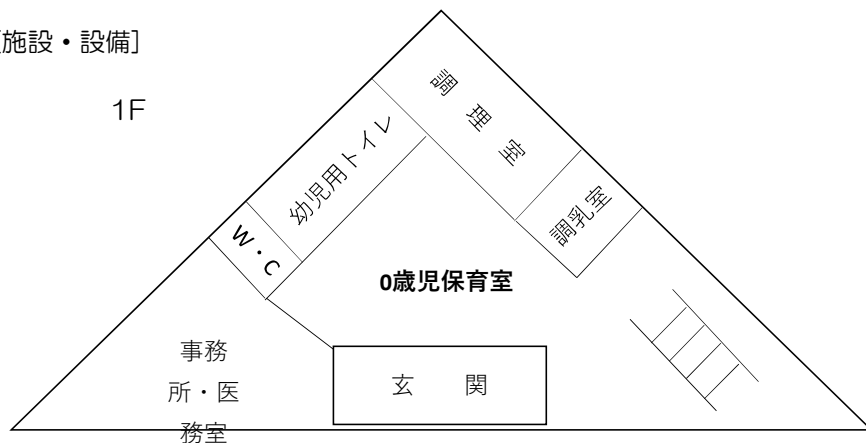 [施設・設備]
1F
調理室
幼児用トイレ
調乳室
W・C
0歳児保育室
事務
所・医
務室
玄関